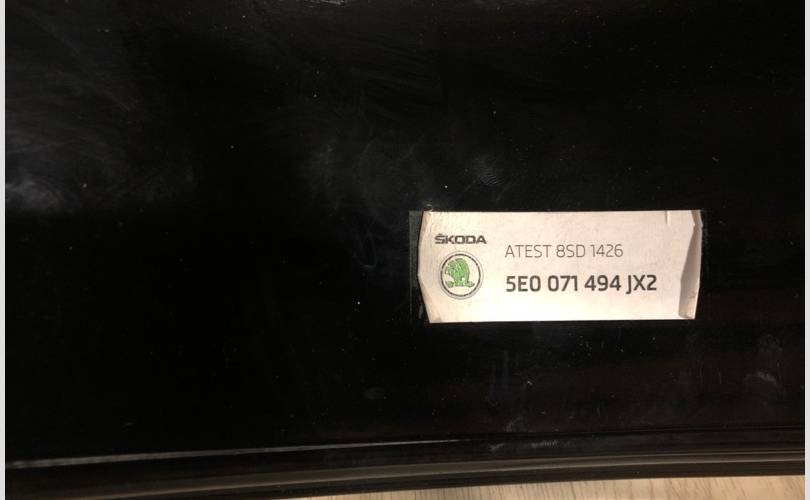 ŠKODA
ATEST 8SD 1426
5E0 071 494 JX2